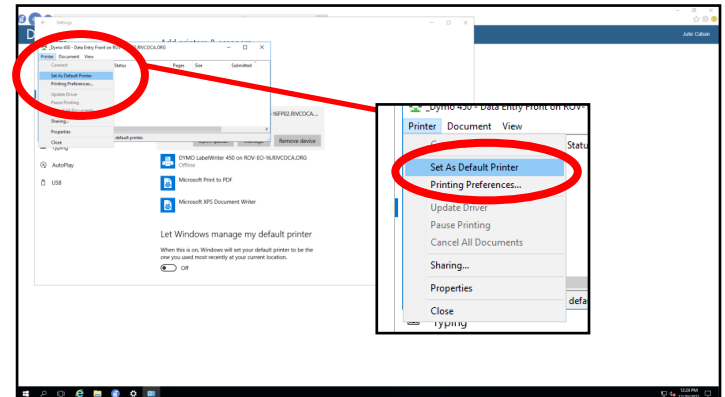 Settings
Julie Caban
Add printers & scanners
_Dymo 450 - Data Entry Front on ROV-
Printer Document View
Connect
Status Pages Size Submitted
Set As Default Printer
Printing Preferences...
Update Driver
Pause Printing
Cancel All Documents
Sharing...
Properties
Close
default printer.
-16FP02.RIVCOCA...
Open queue Manage Remove device
Typing
AutoPlay
USB
DYMO LabelWriter 450 on ROV-EO-16.RIVCOCA.ORG
Offline
Microsoft Print to PDF
Microsoft XPS Document Writer
Let Windows manage my default printer
When this is on, Windows will set your default printer to be the
one you used most recently at your current location.
Off
_Dymo 450 - Data Entry Front on ROV-
Printer Document View
Statu
Set As Default Printer
Printing Preferences...
Update Driver
Pause Printing
Cancel All Documents
Sharing...
Properties
Close
defa
Typing
12:24 PM